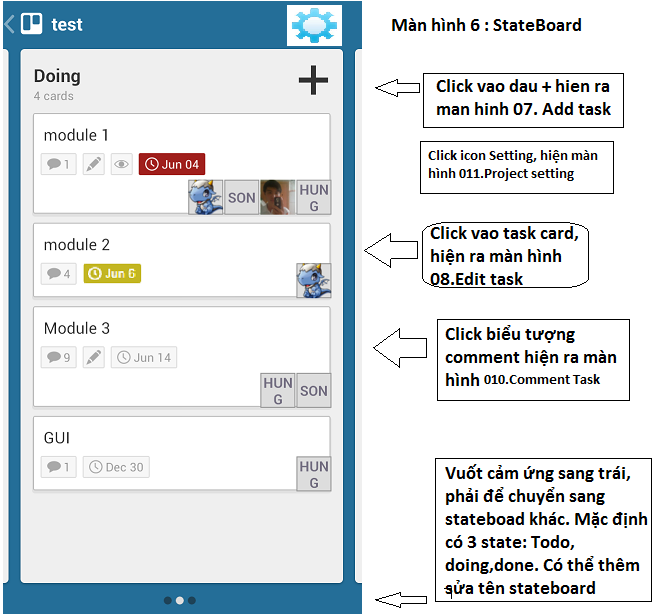 test
Màn hình 6 : StateBoard
Doing
4 cards
Click vao dau + hien ra
man hinh 07. Add task
module 1
1
Jun 04
SON
HUN
G
Click icon Setting, hiện màn
hình 011.Project setting
module 2
4
Jun 6
Click vao task card,
hiện ra màn hình
08.Edit task
Module 3
9
Jun 14
HUN
G
SON
Click biểu tượng
comment hiện ra màn
hình 010.Comment Task
GUI
1
Dec 30
HUN
G
Vuốt cảm ứng sang trái,
phải để chuyển sang
stateboad khác. Mặc định
có 3 state: Todo,
doing,done. Có thể thêm
sửa tên stateboard